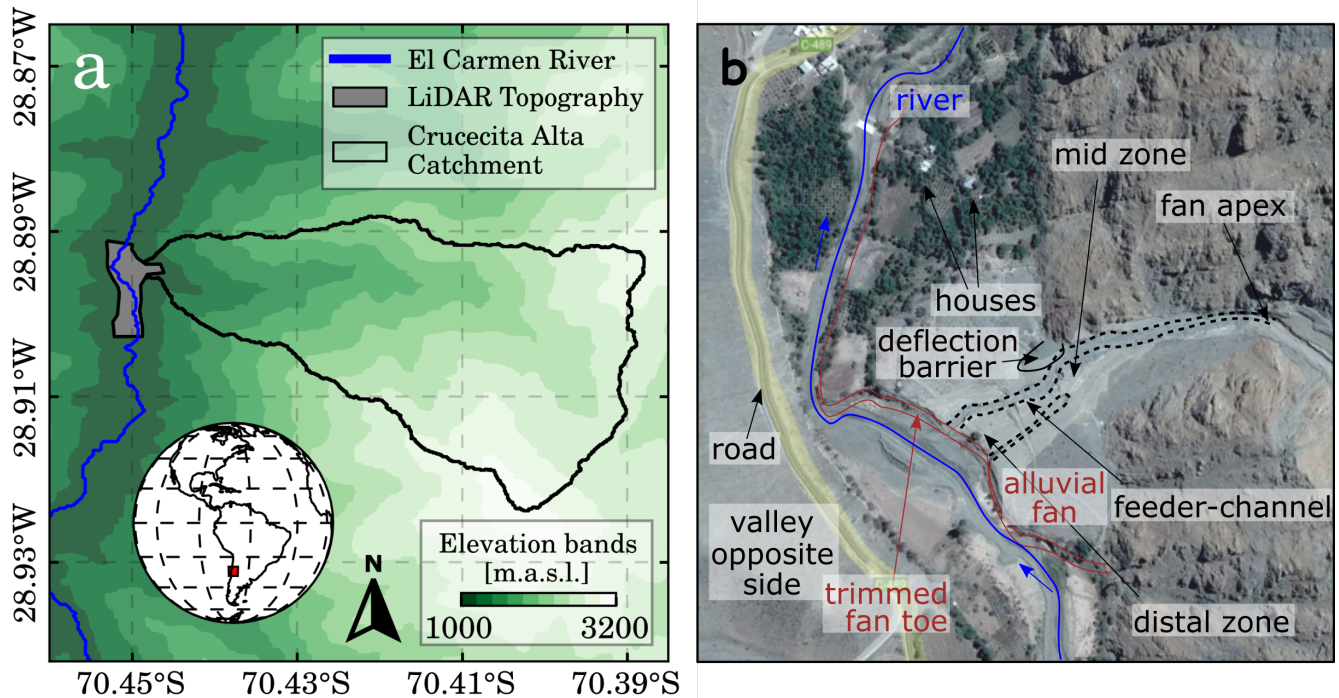 a
El Carmen River
LiDAR Topography
Crucecita Alta
Catchment
28.87°W
28.89°W
28.91°W
28.93°W
N
Elevation bands
[m.a.s.l.]
1000 3200
70.45°S 70.43°S 70.41°S 70.39°S
b
C-489
river
mid zone
fan apex
houses
deflection
barrier
road
alluvial
fan
feeder-channel
valley
opposite
side
C-489
trimmed
fan toe
distal zone